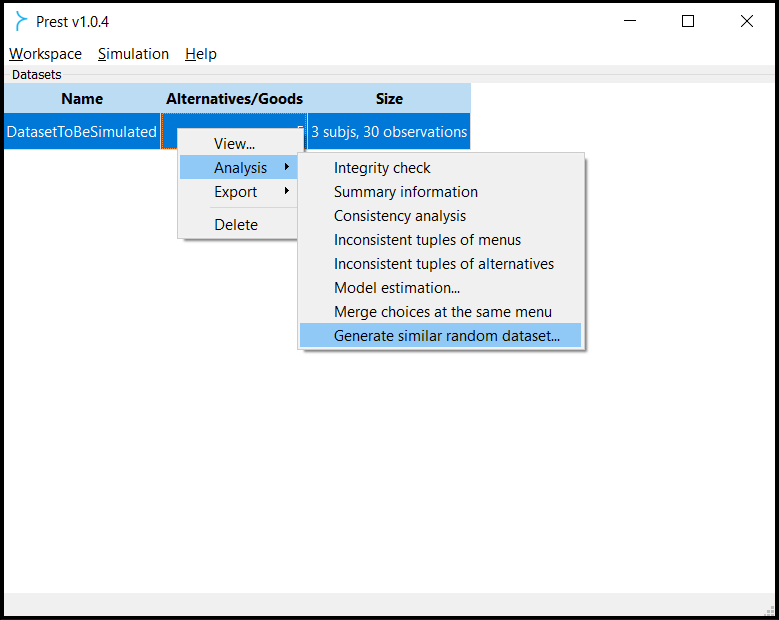 Prest v1.0.4
Workspace Simulation Help
Datasets
Name Alternatives/Goods Size
DatasetToBeSimulated 3 subjs, 30 observations
View...
Analysis
Export
Delete
Integrity check
Summary information
Consistency analysis
Inconsistent tuples of menus
Inconsistent tuples of alternatives
Model estimation...
Merge choices at the same menu
Generate similar random dataset...